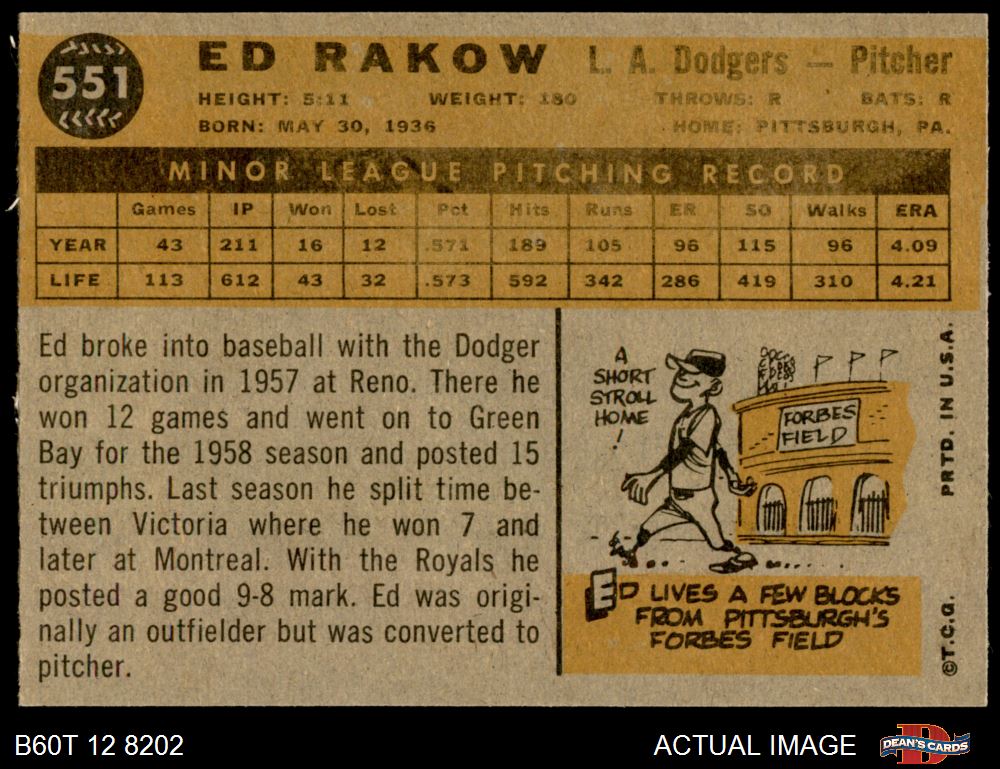 551
ED RAKOW L. A. Dodgers — Pitcher
HEIGHT: 5:11 WEIGHT: 180 THROWS: R BATS: R
BORN: MAY 30, 1936 HOME: PITTSBURGH, PA.
MINOR LEAGUE PITCHING RECORD
Games IP Won Lost Pct Hits Runs ER SO Walks ERA
YEAR 43 211 16 12 .571 189 105 96 115 96 4.09
LIFE 113 612 43 32 .573 592 342 286 419 310 4.21
Ed broke into baseball with the Dodger
organization in 1957 at Reno. There he
won 12 games and went on to Green
Bay for the 1958 season and posted 15
triumphs. Last season he split time be-
tween Victoria where he won 7 and
later at Montreal. With the Royals he
posted a good 9-8 mark. Ed was origi-
nally an outfielder but was converted to
pitcher.
A
SHORT
STROLL
HOME
!
FORBES
FIELD
ED LIVES A FEW BLOCKS
FROM PITTSBURGH'S
FORBES FIELD
©T.C.G. PRTD. IN U.S.A.
B60T 12 8202
ACTUAL IMAGE
DEAN'S CARDS